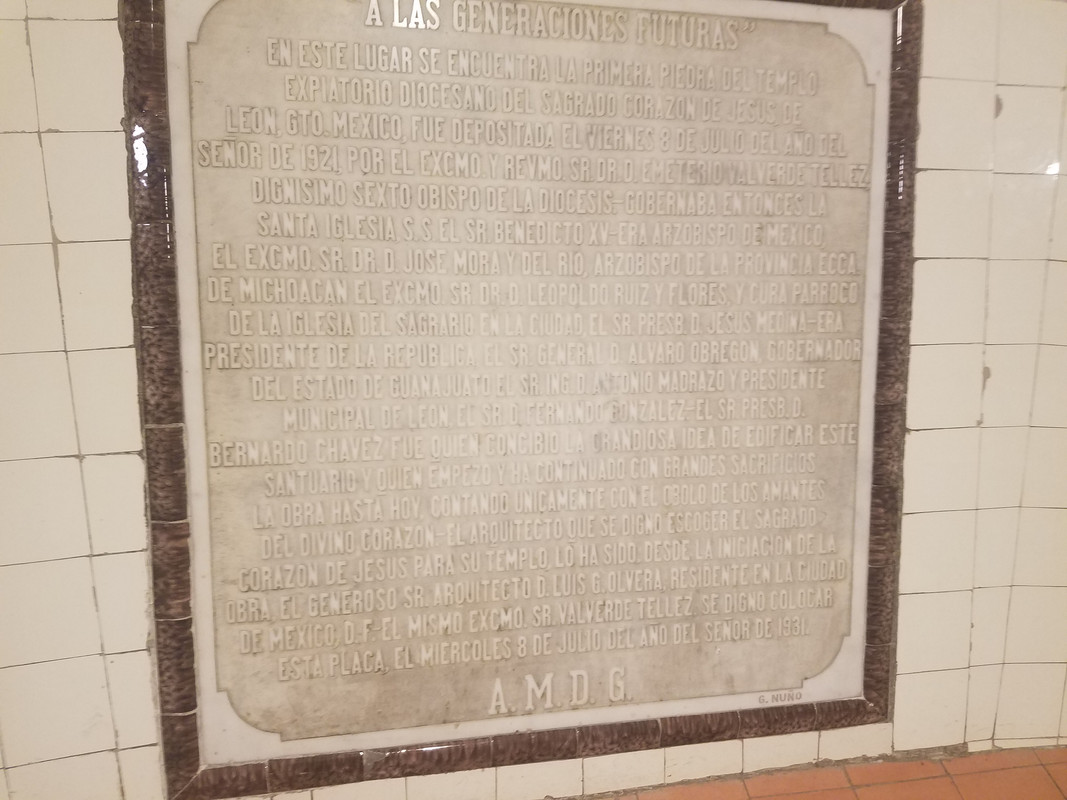 "A LAS GENERACIONES FUTURAS"
EN ESTE LUGAR SE ENCUENTRA LA PRIMERA PIEDRA DEL TEMPLO
EXPIATORIO DIOCESANO DEL SAGRADO CORAZON DE JESUS DE
LEON, GTO. MEXICO, FUE DEPOSITADA EL VIERNES 8 DE JULIO DEL AÑO DEL
SEÑOR DE 1921, POR EL EXCMO. Y REVMO. SR. DR. D. EMETERIO VALVERDE TELLEZ,
DIGNISIMO SEXTO OBISPO DE LA DIOCESIS-GOBERNABA ENTONCES LA
SANTA IGLESIA S.S. EL SR. BENEDICTO XV-ERA ARZOBISPO DE MEXICO
EL EXCMO. SR. DR. D. JOSE MORA Y DEL RIO, ARZOBISPO DE LA PROVINCIA ECCA.
DE MICHOACAN EL EXCMO. SR. DR. D. LEOPOLDO RUIZ Y FLORES, Y CURA PARROCO
DE LA IGLESIA DEL SAGRARIO EN LA CIUDAD EL SR. PRESB. D. JESUS MEDINA-ERA
PRESIDENTE DE LA REPUBLICA EL SR. GENERAL D. ALVARO OBREGON, GOBERNADOR
DEL ESTADO DE GUANAJUATO EL SR. ING. D. ANTONIO MADRAZO Y PRESIDENTE
MUNICIPAL DE LEON, EL SR. D. FERNANDO GONZALEZ-EL SR. PRESB. D.
BERNARDO CHAVEZ FUE QUIEN CONCIBIO LA GRANDIOSA IDEA DE EDIFICAR ESTE
SANTUARIO Y QUIEN EMPEZO Y HA CONTINUADO CON GRANDES SACRIFICIOS
LA OBRA HASTA HOY, CONTANDO UNICAMENTE CON EL OBOLO DE LOS AMANTES
DEL DIVINO CORAZON-EL ARQUITECTO QUE SE DIGNO ESCOGER EL SAGRADO
CORAZON DE JESUS PARA SU TEMPLO, LO HA SIDO, DESDE LA INICIACION DE LA
OBRA, EL GENEROSO SR. ARQUITECTO D. LUIS G. OLVERA, RESIDENTE EN LA CIUDAD
DE MEXICO, D. F.-EL MISMO EXCMO. SR. VALVERDE TELLEZ, SE DIGNO COLOCAR
ESTA PLACA, EL MIERCOLES 8 DE JULIO DEL AÑO DEL SEÑOR DE 1931.
A. M. D. G.
G. NUÑO